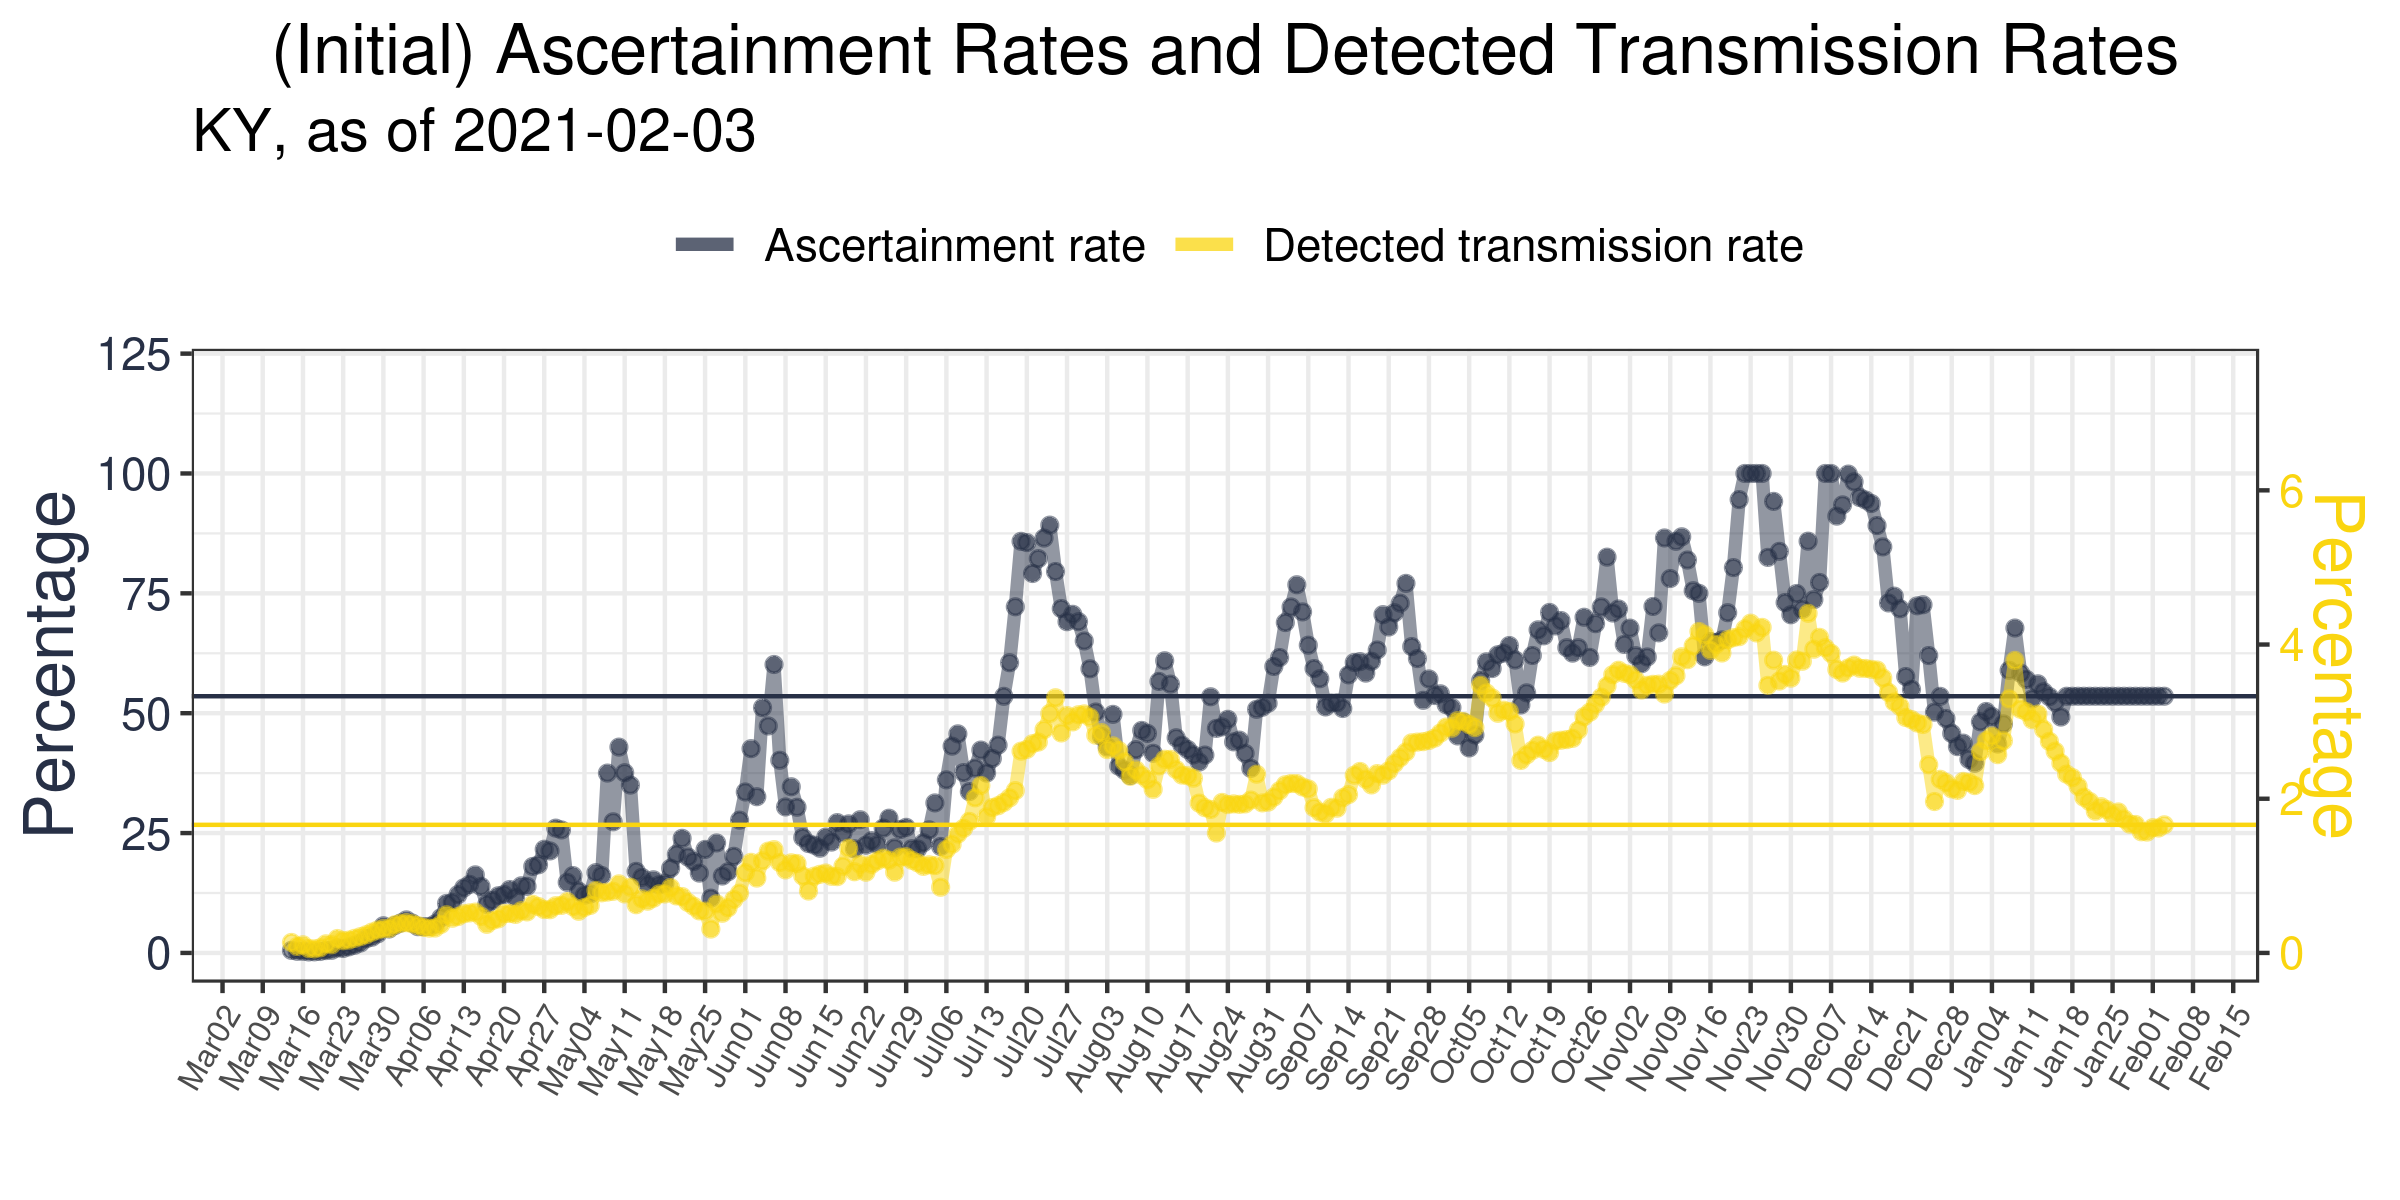 (Initial) Ascertainment Rates and Detected Transmission Rates
KY, as of 2021-02-03
Ascertainment rate
Detected transmission rate
Percentage
125
100
75
50
25
0
6
4
2
0
Percentage
Mar02
Mar09
Mar16
Mar23
Mar30
Apr06
Apr13
Apr20
Apr27
May04
May11
May18
May25
Jun01
Jun08
Jun15
Jun22
Jun29
Jul06
Jul13
Jul20
Jul27
Aug03
Aug10
Aug17
Aug24
Aug31
Sep07
Sep14
Sep21
Sep28
Oct05
Oct12
Oct19
Oct26
Nov02
Nov09
Nov16
Nov23
Nov30
Dec07
Dec14
Dec21
Dec28
Jan04
Jan11
Jan18
Jan25
Feb01
Feb08
Feb15